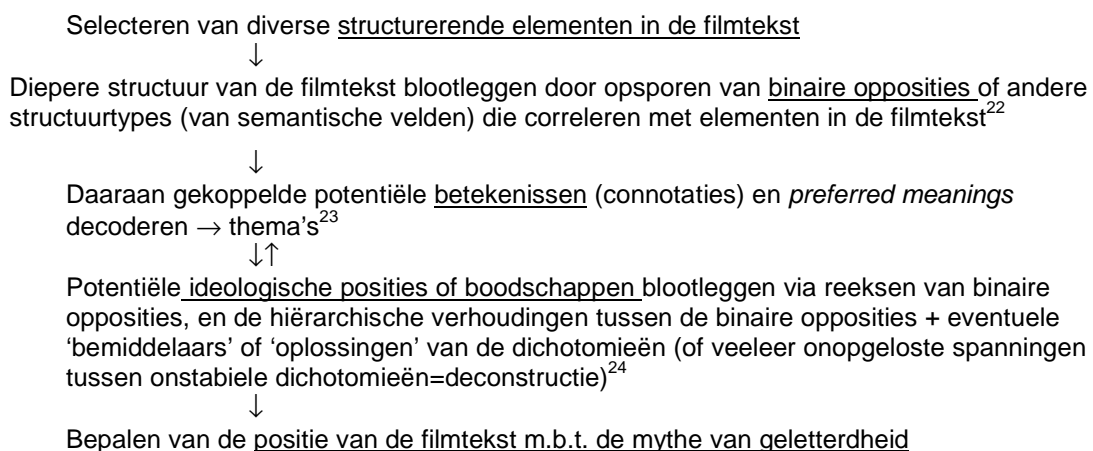 Selecteren van diverse structurerende elementen in de filmtekst
↓
Diepere structuur van de filmtekst blootleggen door opsporen van binaire opposities of andere
structuurtypes (van semantische velden) die correleren met elementen in de filmtekst22
↓
Daaraan gekoppelde potentiële betekenissen (connotaties) en preferred meanings
decoderen → thema's23
↓↑
Potentiële ideologische posities of boodschappen blootleggen via reeksen van binaire
opposities, en de hiërarchische verhoudingen tussen de binaire opposities + eventuele
‘bemiddelaars’ of ‘oplossingen’ van de dichotomieën (of veeleer onopgeloste spanningen
tussen onstabiele dichotomieën=deconstructie)24
↓
Bepalen van de positie van de filmtekst m.b.t. de mythe van geletterdheid